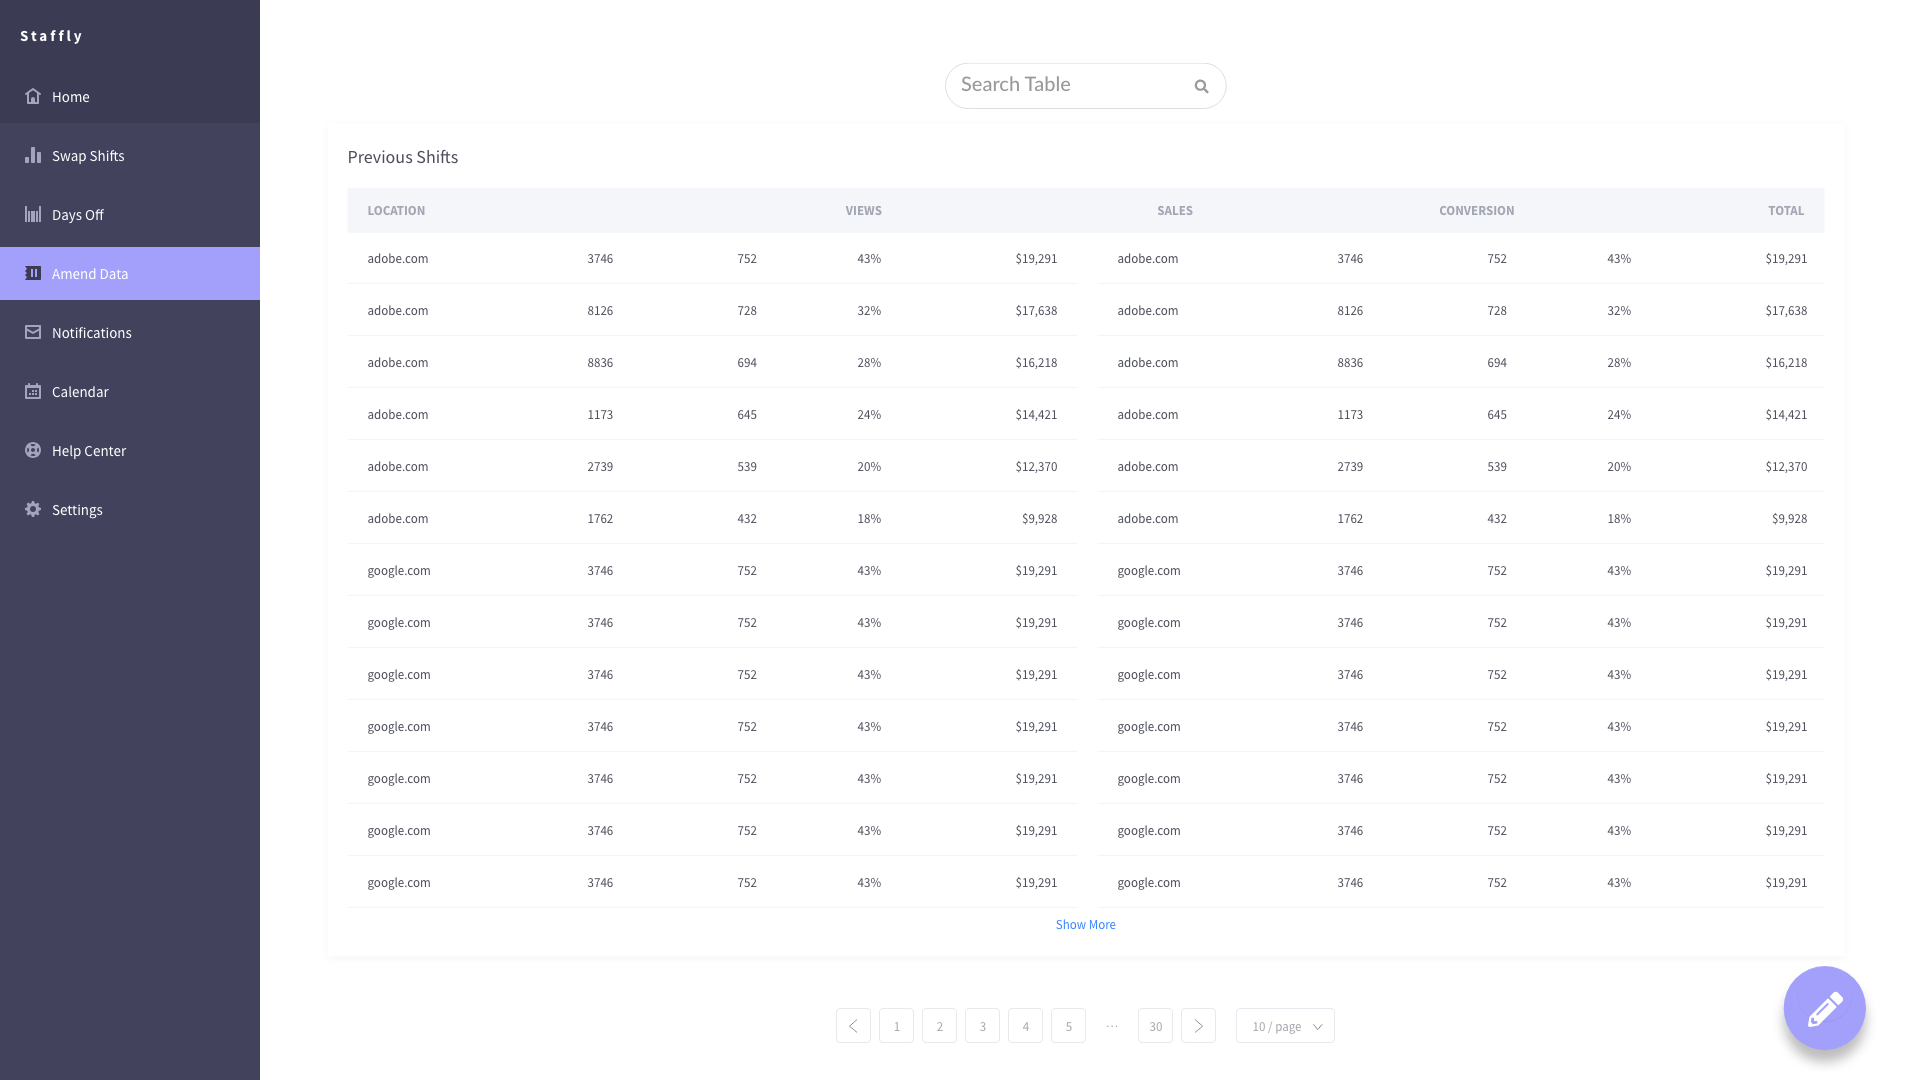 Staffly
Home
Swap Shifts
Days Off
Amend Data
Notifications
Calendar
Help Center
Settings
Search Table
Previous Shifts
LOCATION VIEWS SALES CONVERSION TOTAL
adobe.com 3746 752 43% $19,291 adobe.com 3746 752 43% $19,291
adobe.com 8126 728 32% $17,638 adobe.com 8126 728 32% $17,638
adobe.com 8836 694 28% $16,218 adobe.com 8836 694 28% $16,218
adobe.com 1173 645 24% $14,421 adobe.com 1173 645 24% $14,421
adobe.com 2739 539 20% $12,370 adobe.com 2739 539 20% $12,370
adobe.com 1762 432 18% $9,928 adobe.com 1762 432 18% $9,928
google.com 3746 752 43% $19,291 google.com 3746 752 43% $19,291
google.com 3746 752 43% $19,291 google.com 3746 752 43% $19,291
google.com 3746 752 43% $19,291 google.com 3746 752 43% $19,291
google.com 3746 752 43% $19,291 google.com 3746 752 43% $19,291
google.com 3746 752 43% $19,291 google.com 3746 752 43% $19,291
google.com 3746 752 43% $19,291 google.com 3746 752 43% $19,291
google.com 3746 752 43% $19,291 google.com 3746 752 43% $19,291
Show More
1 2 3 4 5 ··· 30 10 / page